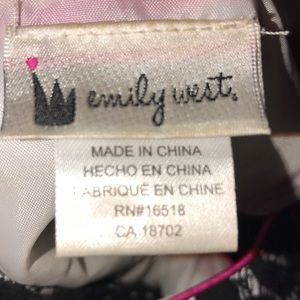 emily west.
MADE IN CHINA
HECHO EN CHINA
FABRIQUÉ EN CHINE
RN#16518
CA 18702